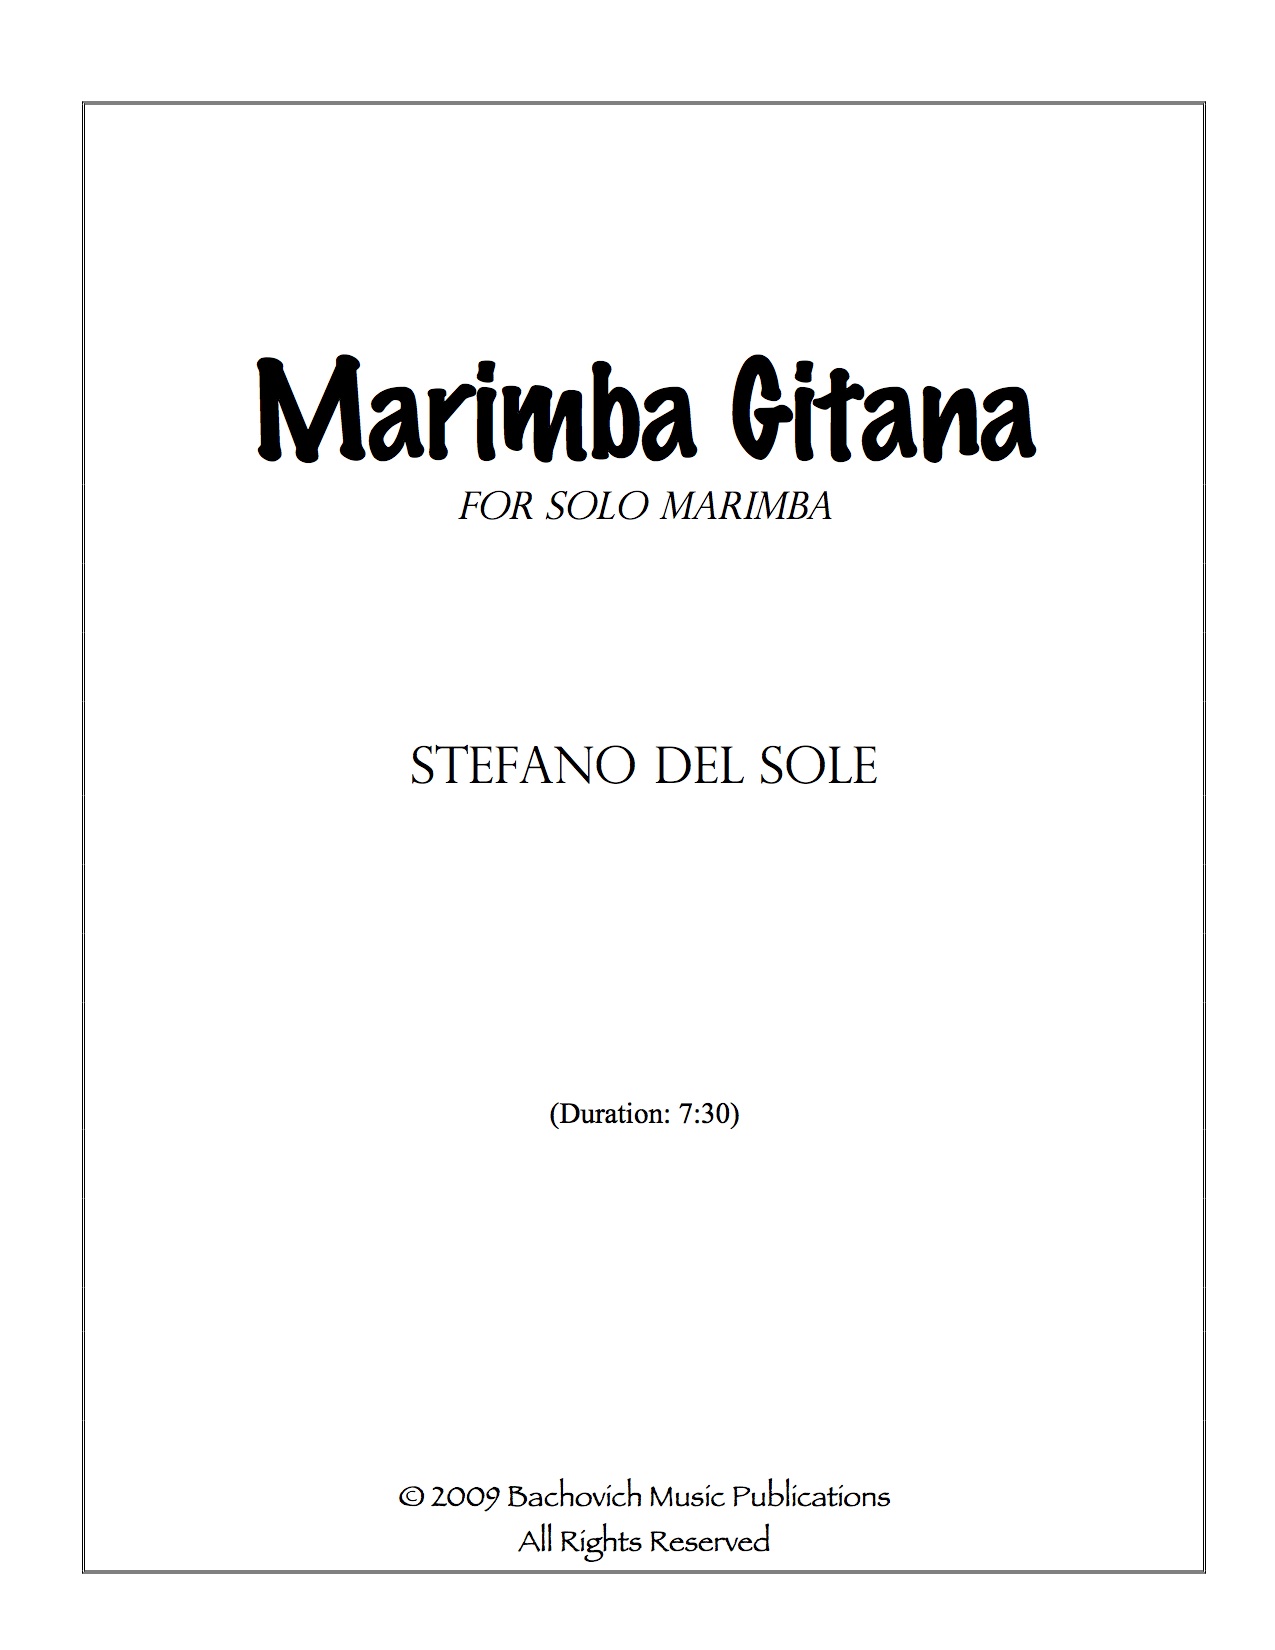 Marimba Gitana
FOR SOLO MARIMBA
STEFANO DEL SOLE
(Duration: 7:30)
© 2009 Bachovich Music Publications
All Rights Reserved